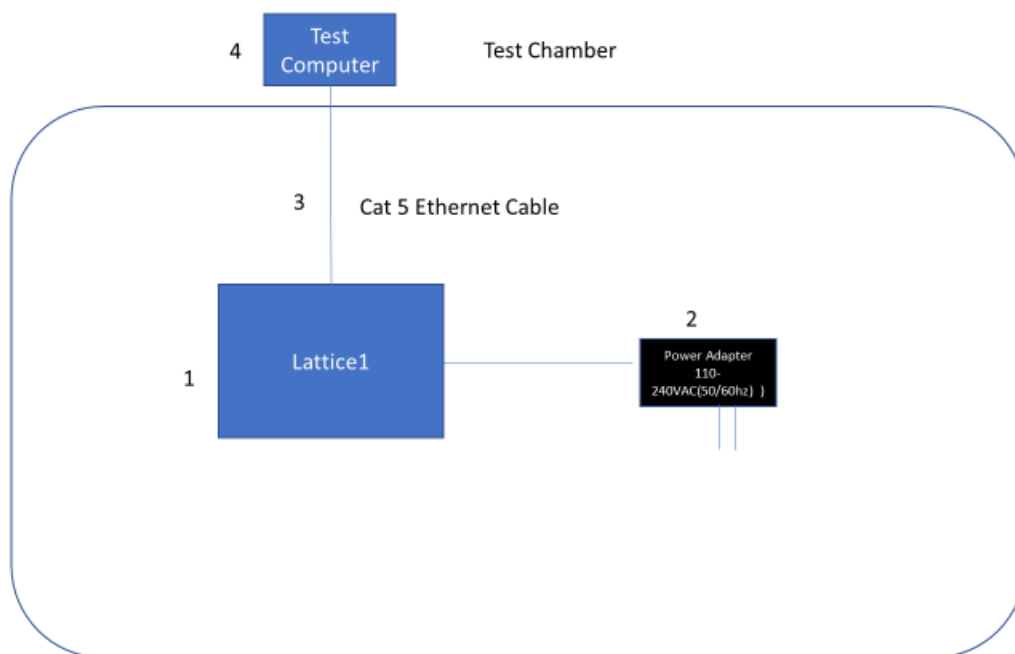 4
Test
Computer
Test Chamber
3
Cat 5 Ethernet Cable
1
Lattice1
2
Power Adapter
110-
240VAC(50/60hz) )